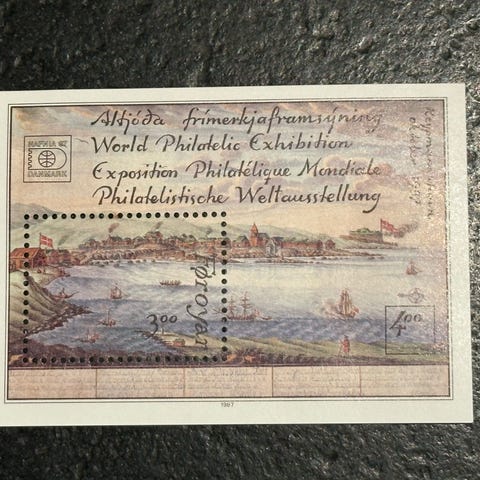 Altjóða frímerkjaframsýning
World Philatelic Exhibition
Exposition Philatélique Mondiale
Philatelistische Weltausstellung
HAFNIA 87
DANMARK
Føroyar
3.00
4.00
1987